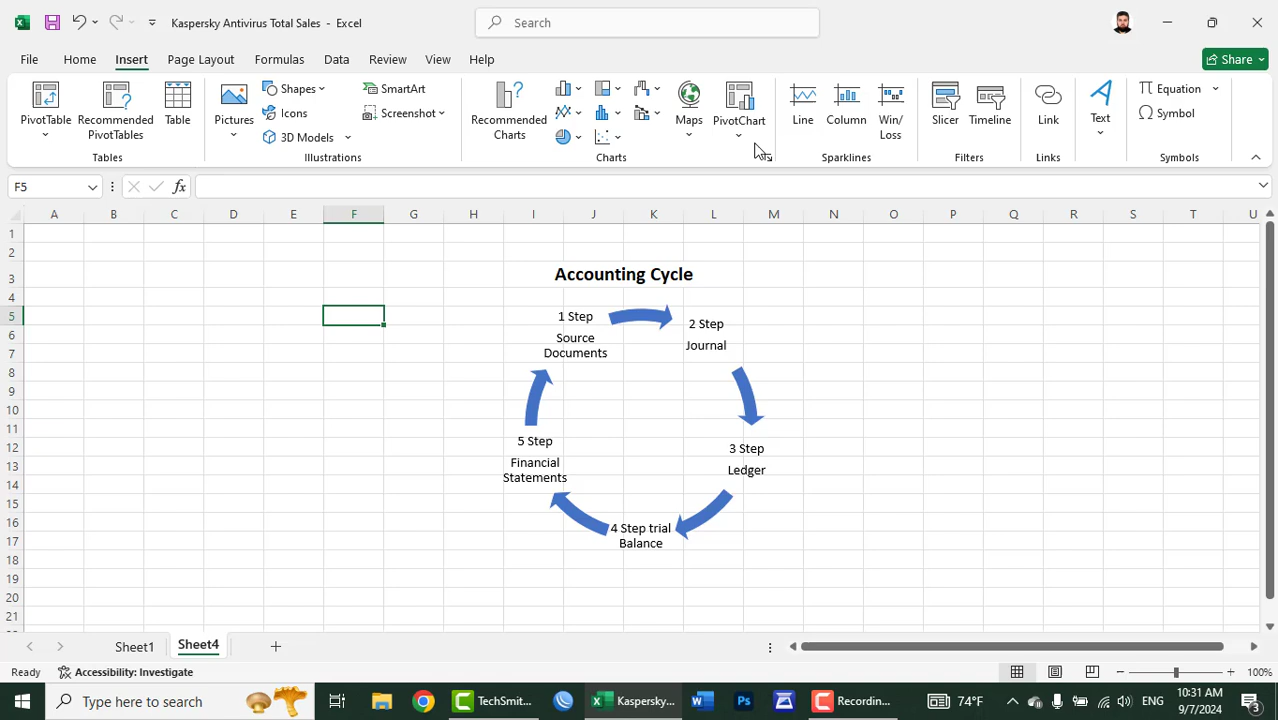 Kaspersky Antivirus Total Sales - Excel
Search
File Home Insert Page Layout Formulas Data Review View Help
Share
PivotTable
Recommended
PivotTables
Table
Tables
Pictures
Shapes
Icons
3D Models
SmartArt
Screenshot
Illustrations
Recommended
Charts
Maps
PivotChart
Charts
Line
Column
Win/
Loss
Sparklines
Slicer
Timeline
Filters
Link
Links
Text
Equation
Symbol
Symbols
F5
fx
A B C D E F G H I J K L M N O P Q R S T U
1
2
3
4
5
6
7
8
9
10
11
12
13
14
15
16
17
18
19
20
21
Accounting Cycle
1 Step
Source
Documents
2 Step
Journal
3 Step
Ledger
4 Step trial
Balance
5 Step
Financial
Statements
Sheet1 Sheet4
Ready
Accessibility: Investigate
100%
Type here to search
TechSmit...
Kaspersky...
Recordin...
74°F
ENG
10:31 AM
9/7/2024
3